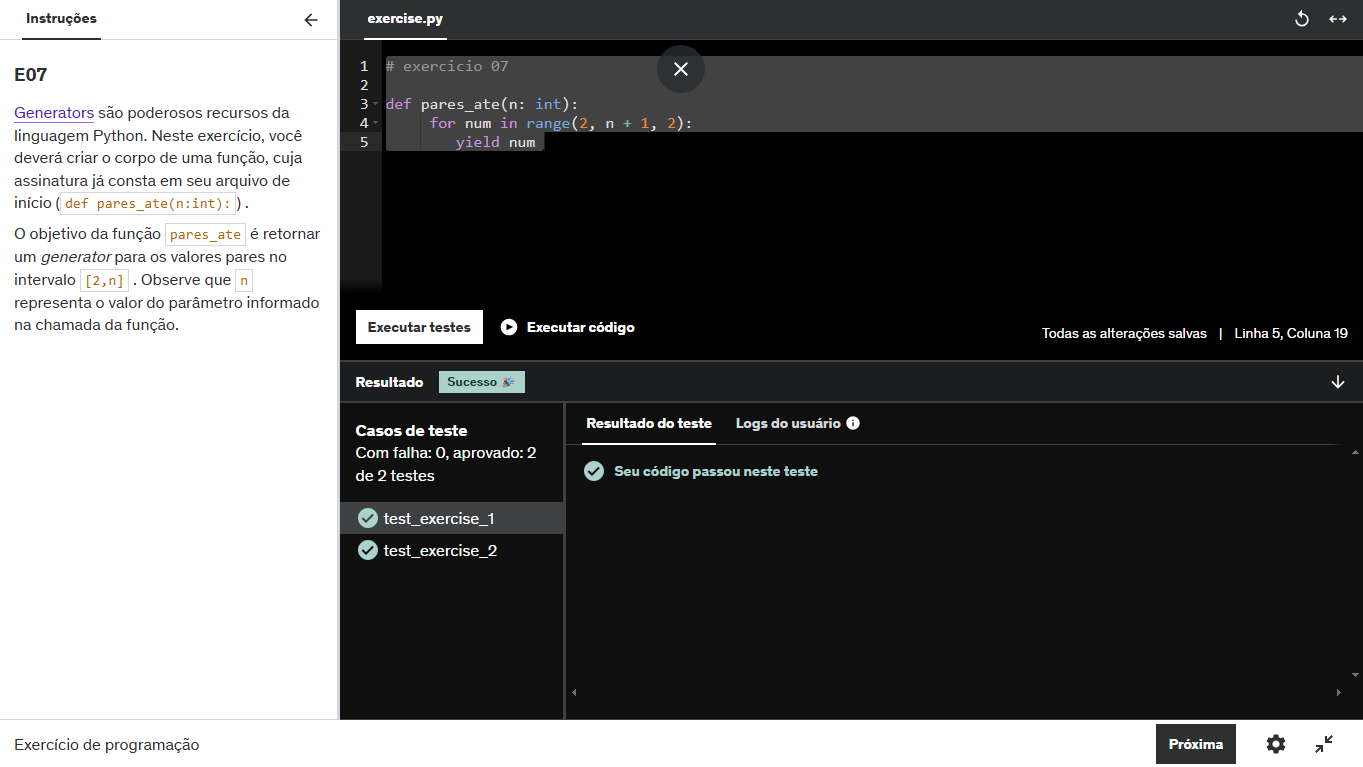 Instruções
E07
Generators são poderosos recursos da
linguagem Python. Neste exercício, você
deverá criar o corpo de uma função, cuja
assinatura já consta em seu arquivo de
início (def pares_ate(n:int):) .
O objetivo da função pares_ate é retornar
um generator para os valores pares no
intervalo [2,n] . Observe que n
representa o valor do parâmetro informado
na chamada da função.
exercise.py
1 # exercicio 07
2
3 def pares_ate(n: int):
4 for num in range(2, n + 1, 2):
5 yield num
Executar testes
Executar código
Todas as alterações salvas | Linha 5, Coluna 19
Resultado
Sucesso 🎉
Casos de teste
Com falha: 0, aprovado: 2
de 2 testes
test_exercise_1
test_exercise_2
Resultado do teste
Logs do usuário
Seu código passou neste teste
Exercício de programação
Próxima